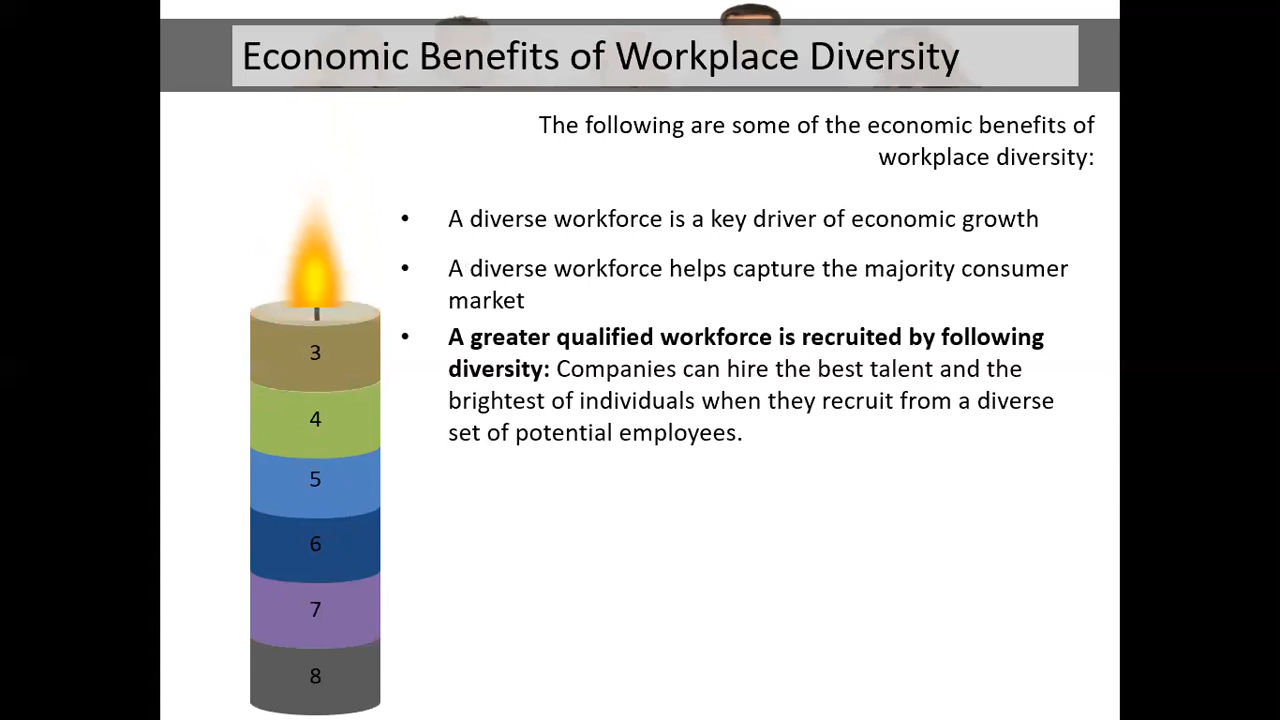 Economic Benefits of Workplace Diversity
The following are some of the economic benefits of
workplace diversity:
• A diverse workforce is a key driver of economic growth
• A diverse workforce helps capture the majority consumer
market
• A greater qualified workforce is recruited by following
diversity: Companies can hire the best talent and the
brightest of individuals when they recruit from a diverse
set of potential employees.
3
4
5
6
7
8